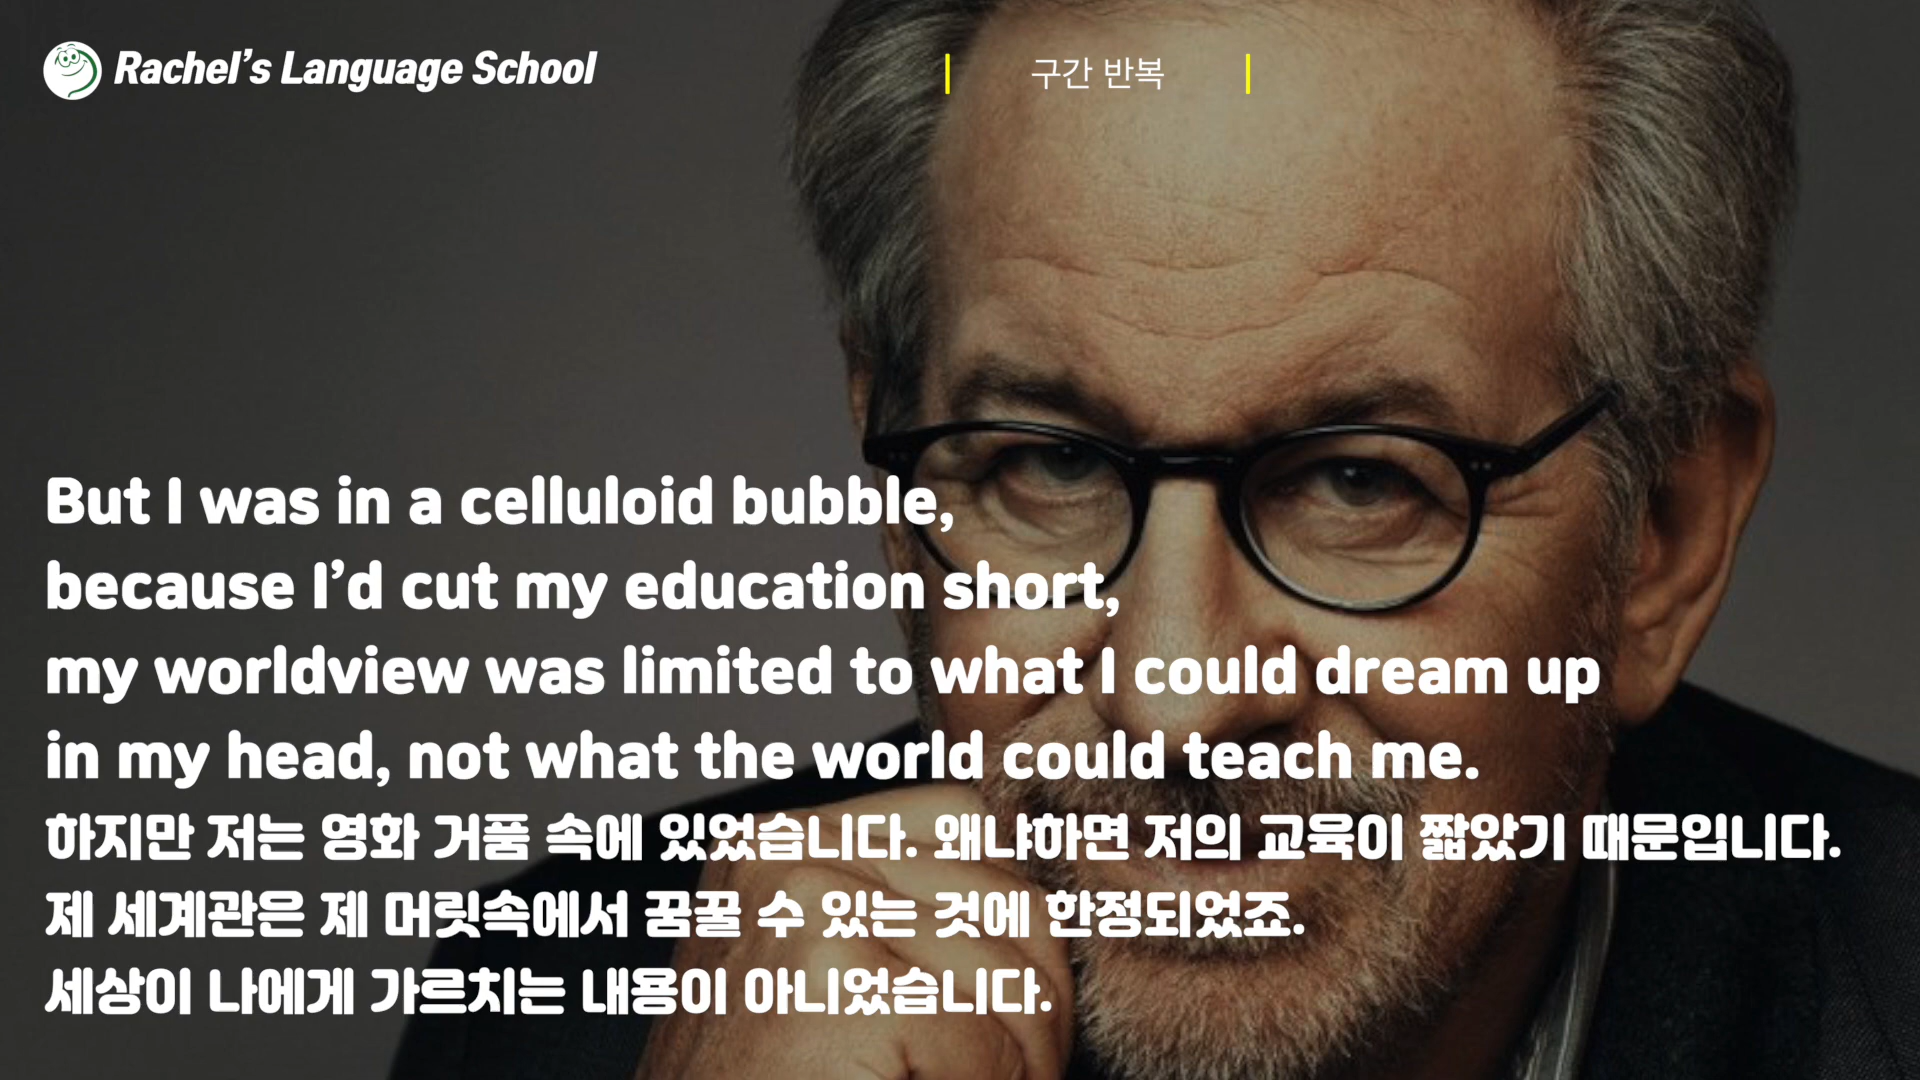 Rachel's Language School
구간 반복
But I was in a celluloid bubble,
because I'd cut my education short,
my worldview was limited to what I could dream up
in my head, not what the world could teach me.
하지만 저는 영화 거품 속에 있었습니다. 왜냐하면 저의 교육이 짧았기 때문입니다.
제 세계관은 제 머릿속에서 꿈꿀 수 있는 것에 한정되었죠.
세상이 나에게 가르치는 내용이 아니었습니다.